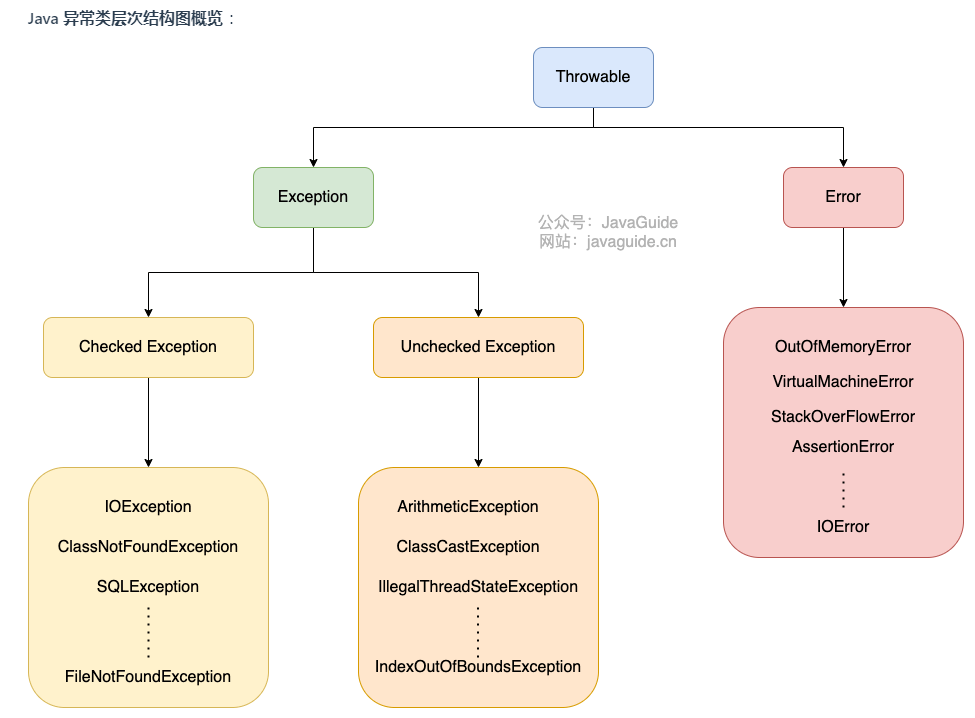 Java 异常类层次结构图概览 :
Throwable
Exception
Error
公众号：JavaGuide
网站：javaguide.cn
Checked Exception
Unchecked Exception
OutOfMemoryError
VirtualMachineError
StackOverFlowError
AssertionError
IOError
IOException
ClassNotFoundException
SQLException
FileNotFoundException
ArithmeticException
ClassCastException
IllegalThreadStateException
IndexOutOfBoundsException